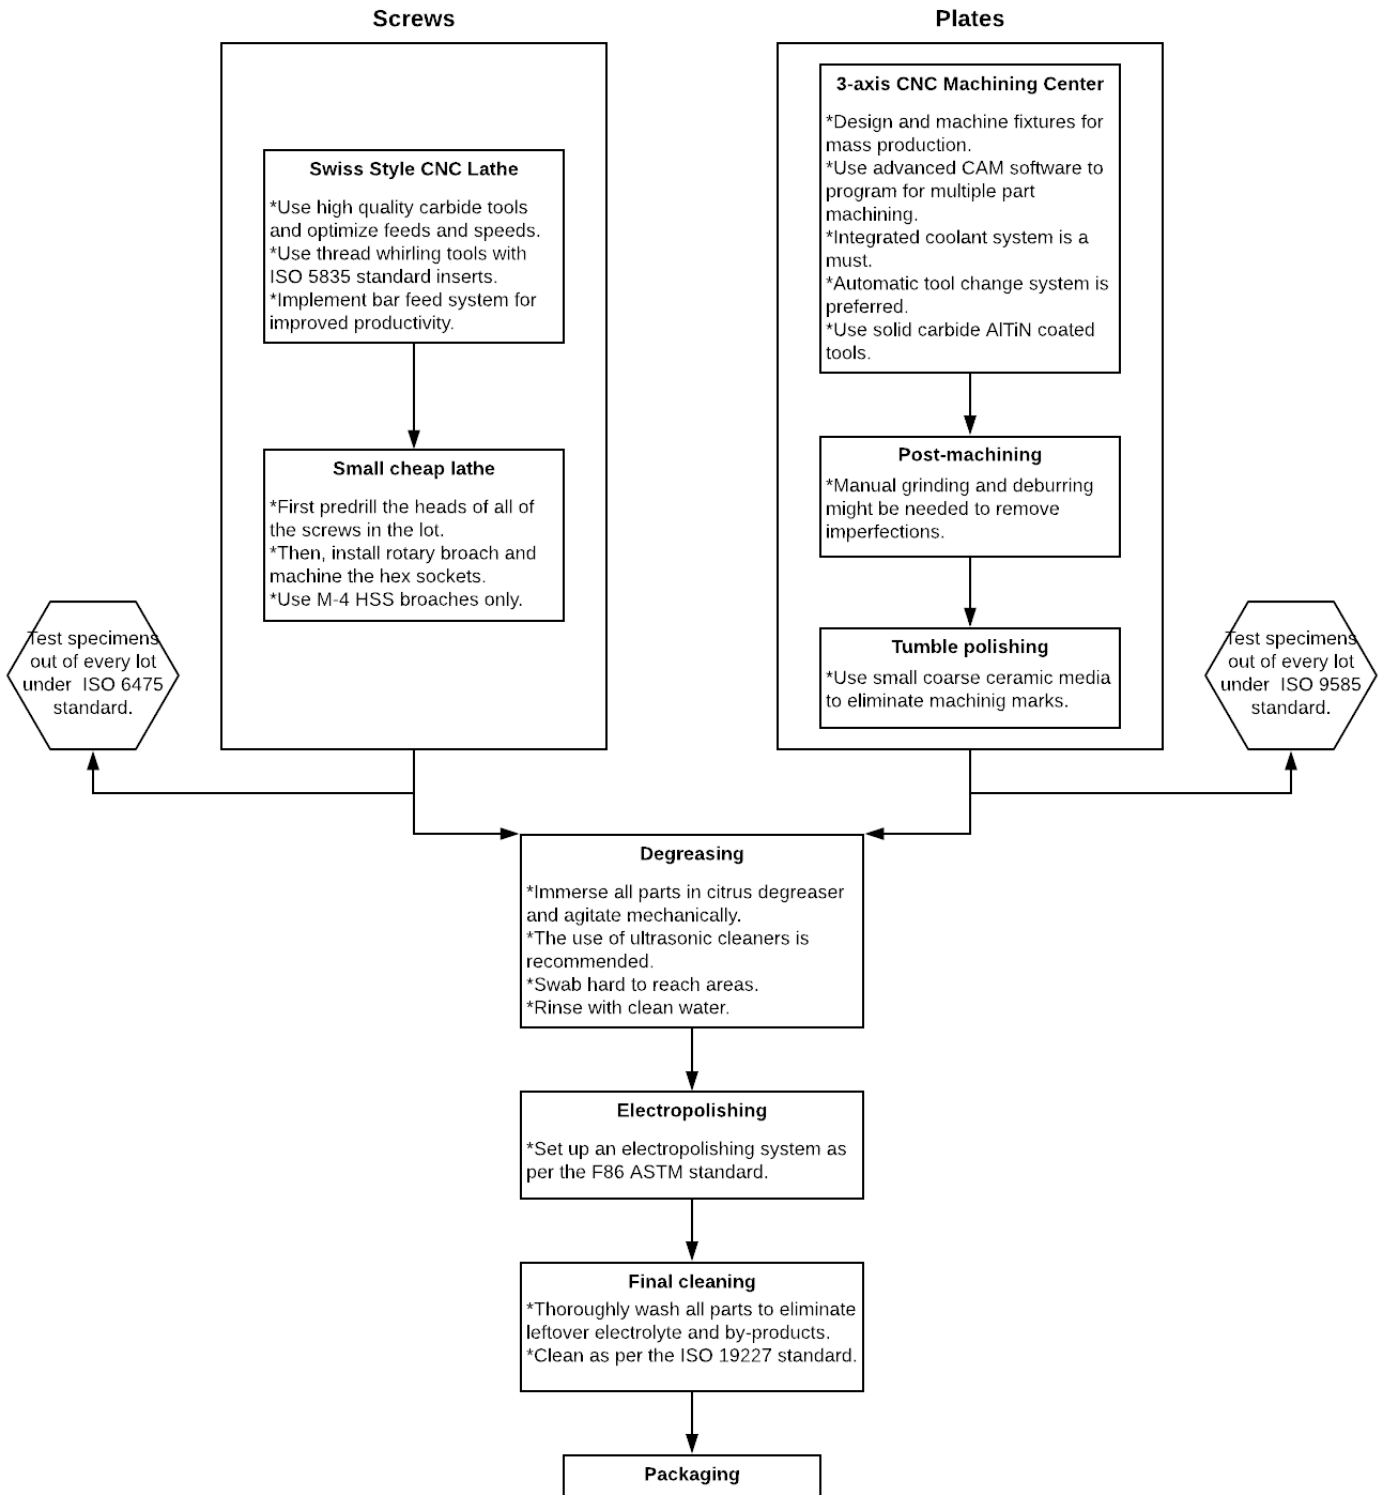 Screws
Swiss Style CNC Lathe
*Use high quality carbide tools
and optimize feeds and speeds.
*Use thread whirling tools with
ISO 5835 standard inserts.
*Implement bar feed system for
improved productivity.
Small cheap lathe
*First predrill the heads of all of
the screws in the lot.
*Then, install rotary broach and
machine the hex sockets.
*Use M-4 HSS broaches only.
Test specimens
out of every lot
under ISO 6475
standard.
Plates
3-axis CNC Machining Center
*Design and machine fixtures for
mass production.
*Use advanced CAM software to
program for multiple part
machining.
*Integrated coolant system is a
must.
*Automatic tool change system is
preferred.
*Use solid carbide AlTiN coated
tools.
Post-machining
*Manual grinding and deburring
might be needed to remove
imperfections.
Tumble polishing
*Use small coarse ceramic media
to eliminate machinig marks.
Test specimens
out of every lot
under ISO 9585
standard.
Degreasing
*Immerse all parts in citrus degreaser
and agitate mechanically.
*The use of ultrasonic cleaners is
recommended.
*Swab hard to reach areas.
*Rinse with clean water.
Electropolishing
*Set up an electropolishing system as
per the F86 ASTM standard.
Final cleaning
*Thoroughly wash all parts to eliminate
leftover electrolyte and by-products.
*Clean as per the ISO 19227 standard.
Packaging